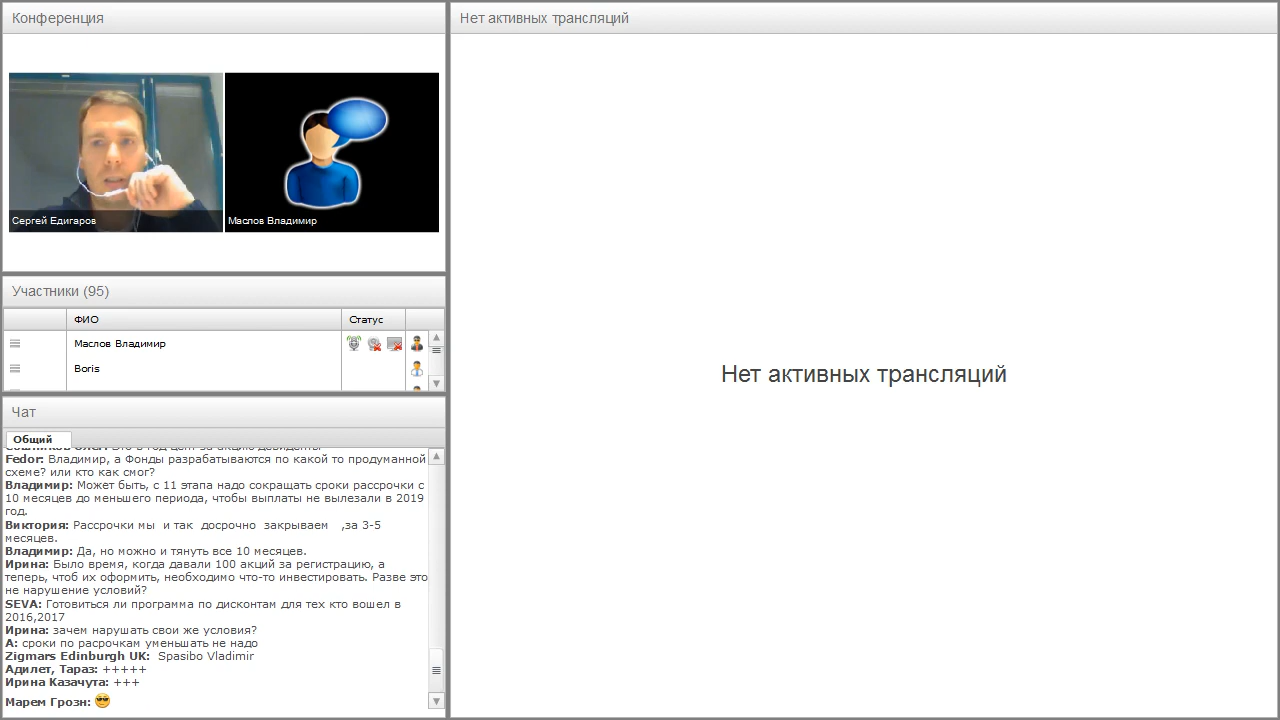 Конференция
Нет активных трансляций
Сергей Едигаров
Маслов Владимир
Участники (95)
ФИО
Статус
Маслов Владимир
Boris
Чат
Общий
Fedor: Владимир, а Фонды разрабатываются по какой то продуманной
схеме? или кто как смог?
Владимир: Может быть, с 11 этапа надо сокращать сроки рассрочки с
10 месяцев до меньшего периода, чтобы выплаты не вылезали в 2019
год.
Виктория: Рассрочки мы и так досрочно закрываем ,за 3-5
месяцев.
Владимир: Да, но можно и тянуть все 10 месяцев.
Ирина: Было время, когда давали 100 акций за регистрацию, а
теперь, чтоб их оформить, необходимо что-то инвестировать. Разве это
не нарушение условий?
SEVA: Готовиться ли программа по дисконтам для тех кто вошел в
2016,2017
Ирина: зачем нарушать свои же условия?
А: сроки по расрочкам уменьшать не надо
Zigmars Edinburgh UK: Spasibo Vladimir
Адилет, Тараз: +++++
Ирина Казачута: +++
Марем Грозн:
Нет активных трансляций